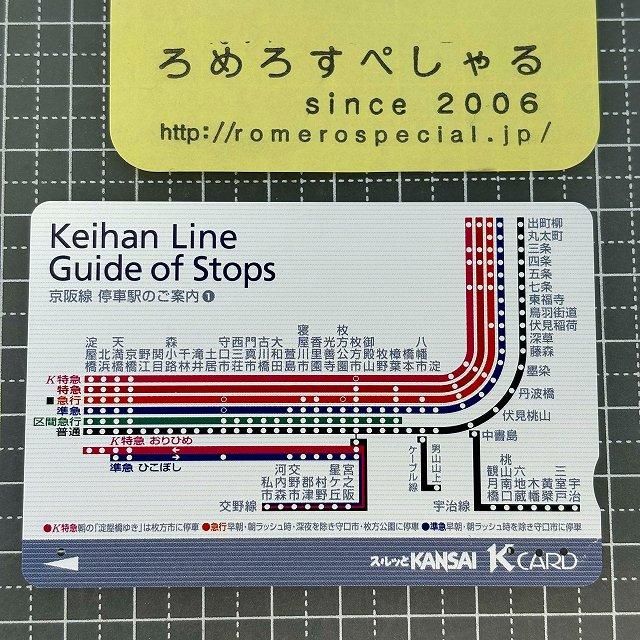 ろめろすぺしゃる
since 2006
http://romerospecial.jp/
Keihan Line
Guide of Stops
京阪線 停車駅のご案内❶
出町柳
丸太町
三条
四条
五条
七条
東福寺
鳥羽街道
伏見稲荷
深草
藤森
墨染
丹波橋
伏見桃山
中書島
淀屋橋
北浜
天満橋
京橋
野江
関目
森小路
千林
滝井
土居
守口市
西三荘
門真市
古川橋
大和田
萱島
寝屋川市
香里園
光善寺
枚方公園
枚方市
御殿山
牧野
樟葉
橋本
八幡市
淀
K特急
特急
■急行
準急
区間急行
普通
K特急 おりひめ
準急 ひこぼし
私市
河内森
交野市
郡津
村野
星ケ丘
宮之阪
交野線
男山山上
ケーブル線
観月橋
桃山南口
六地蔵
木幡
黄檗
三室戸
宇治
宇治線
●K特急朝の「淀屋橋ゆき」は枚方市に停車 ●急行早朝・朝ラッシュ時・深夜を除き守口市・枚方公園に停車 ●準急早朝・朝ラッシュ時を除き守口市に停車
スルッとKANSAI K CARD